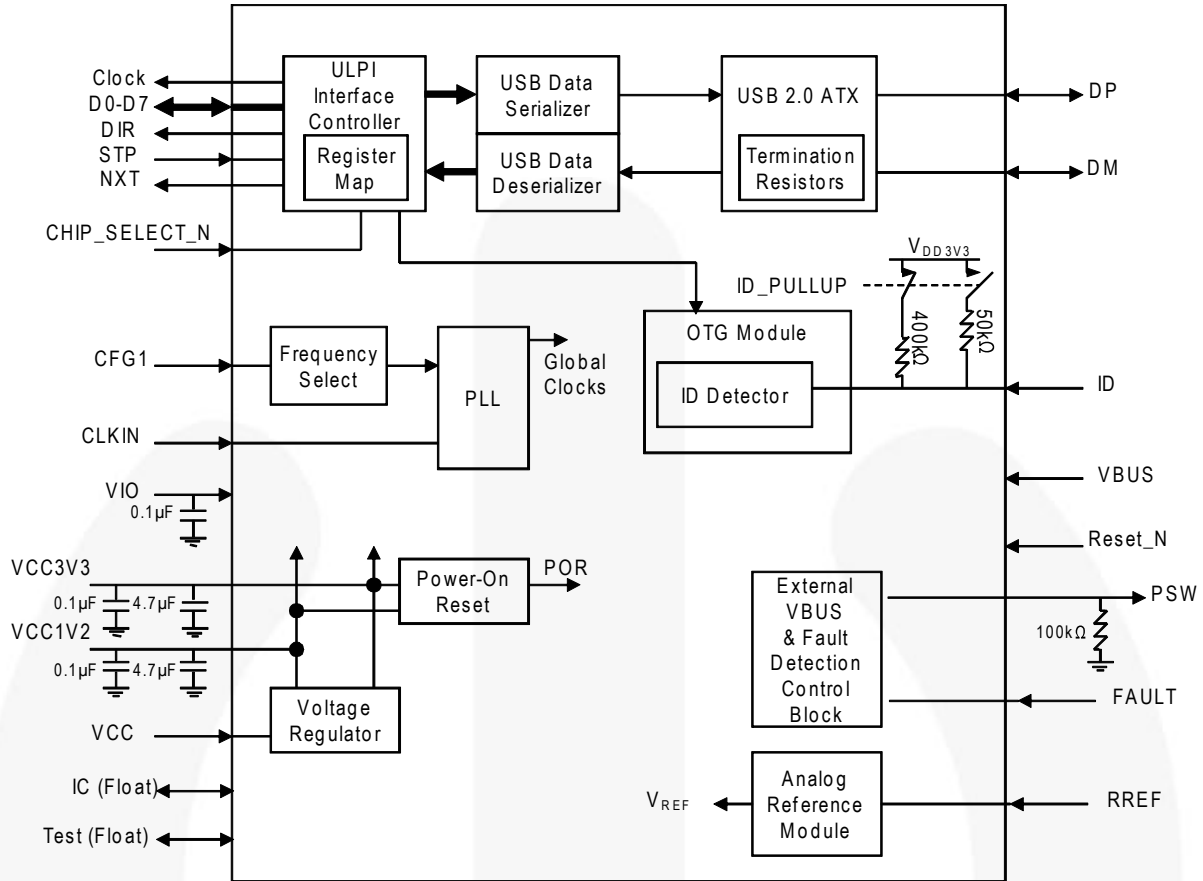 Clock
D0-D7
DIR
STP
NXT
CHIP_SELECT_N
ULPI
Interface
Controller
Register
Map
USB Data
Serializer
USB Data
Deserializer
USB 2.0 ATX
Termination
Resistors
DP
DM
VDD3V3
ID_PULLUP
400kΩ
50kΩ
OTG Module
ID Detector
ID
CFG1
Frequency
Select
PLL
Global
Clocks
CLKIN
VIO
0.1µF
VBUS
Reset_N
VCC3V3
0.1µF
4.7µF
Power-On
Reset
POR
VCC1V2
0.1µF
4.7µF
Voltage
Regulator
VCC
External
VBUS
& Fault
Detection
Control
Block
PSW
100kΩ
FAULT
IC (Float)
Test (Float)
VREF
Analog
Reference
Module
RREF